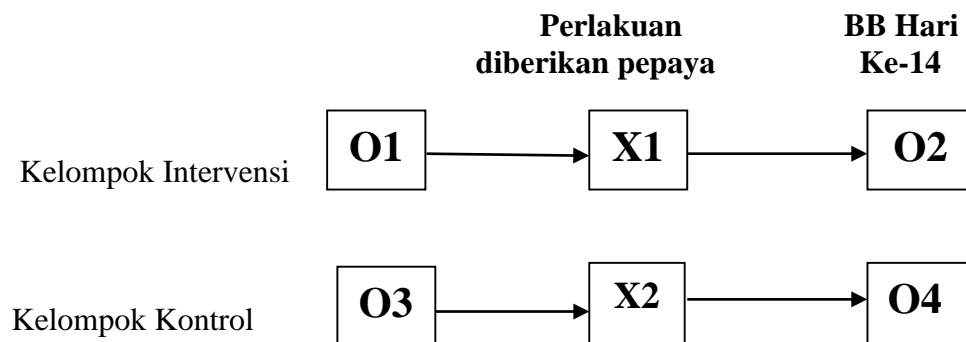 Perlakuan
diberikan pepaya
BB Hari
Ke-14
Kelompok Intervensi
O1
X1
O2
Kelompok Kontrol
O3
X2
O4